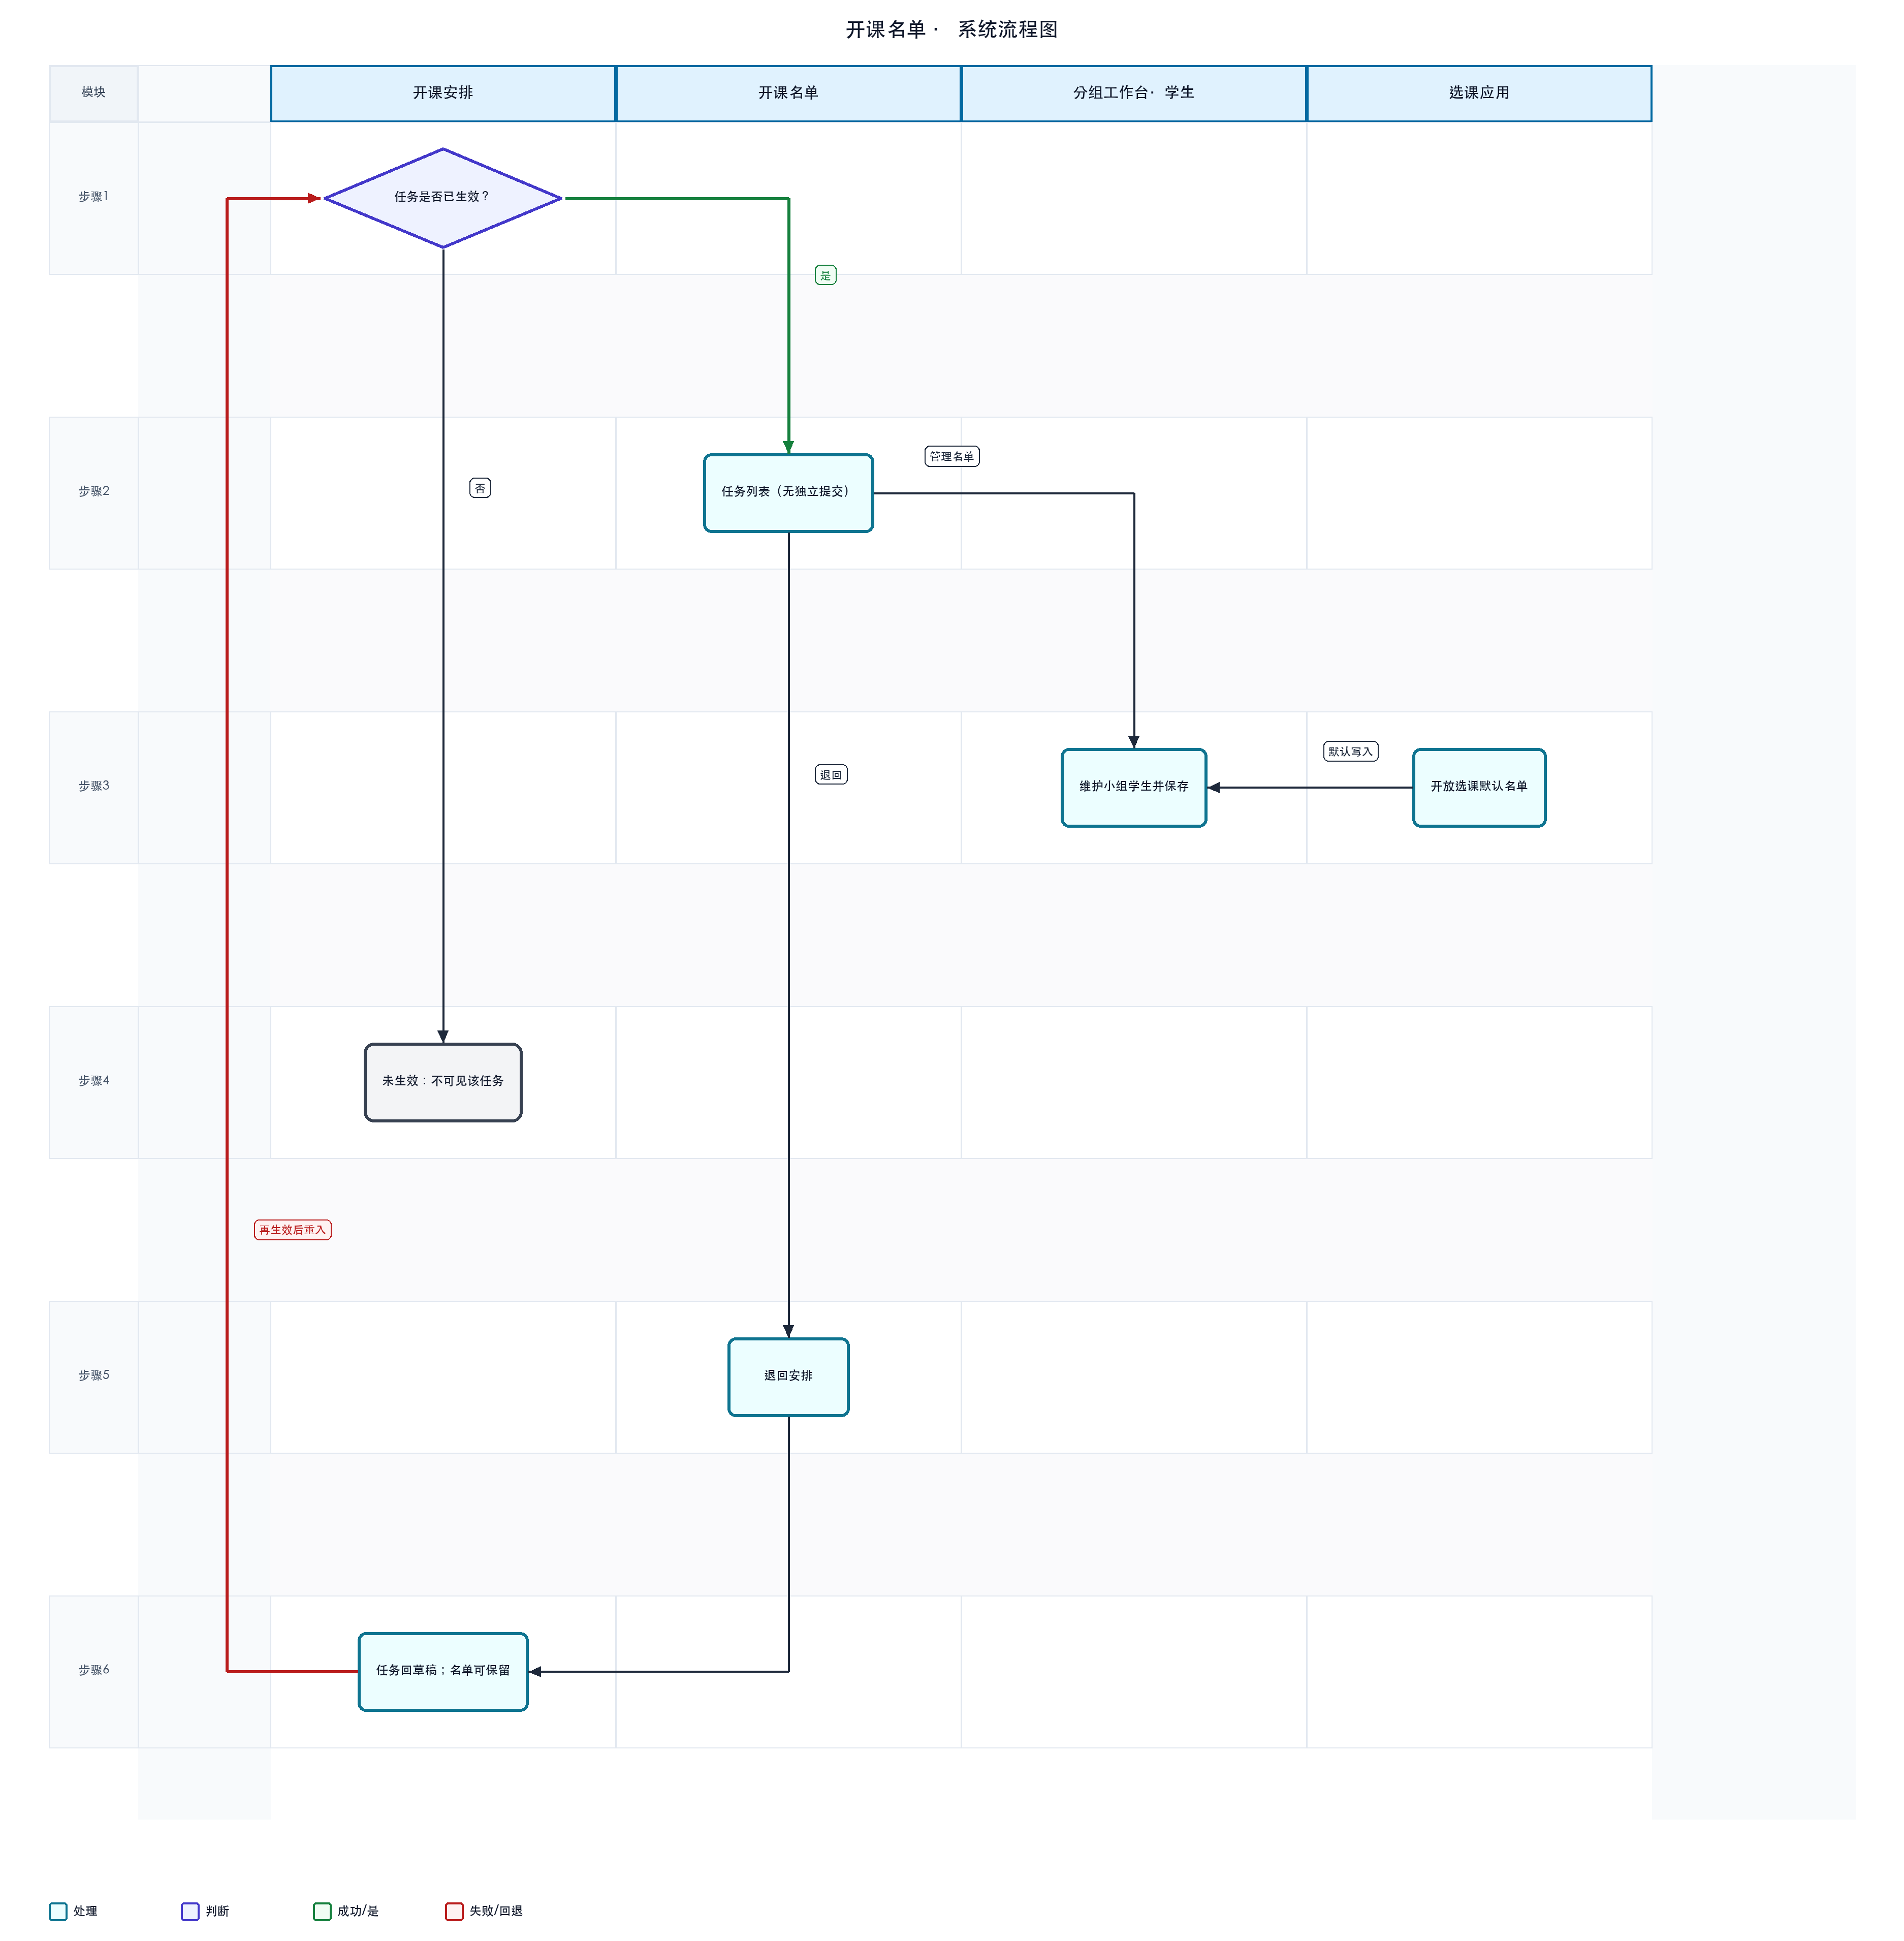 开课名单 · 系统流程图
模块
开课安排
开课名单
分组工作台· 学生
选课应用
步骤1
任务是否已生效？
是
步骤2
否
任务列表（无独立提交）
管理名单
步骤3
退回
维护小组学生并保存
默认写入
开放选课默认名单
步骤4
未生效：不可见该任务
再生效后重入
步骤5
退回安排
步骤6
任务回草稿；名单可保留
处理
判断
成功/是
失败/回退